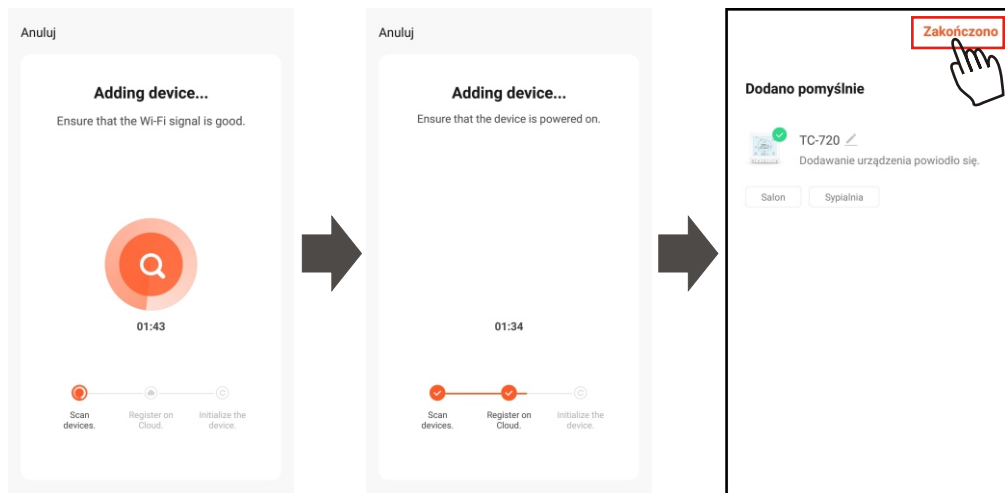 Anuluj
Adding device...
Ensure that the Wi-Fi signal is good.
01:43
Scan
devices.
Register on
Cloud.
Initialize the
device.
Anuluj
Adding device...
Ensure that the device is powered on.
01:34
Scan
devices.
Register on
Cloud.
Initialize the
device.
Zakończono
Dodano pomyślnie
TC-720
Dodawanie urządzenia powiodło się.
Salon
Sypialnia